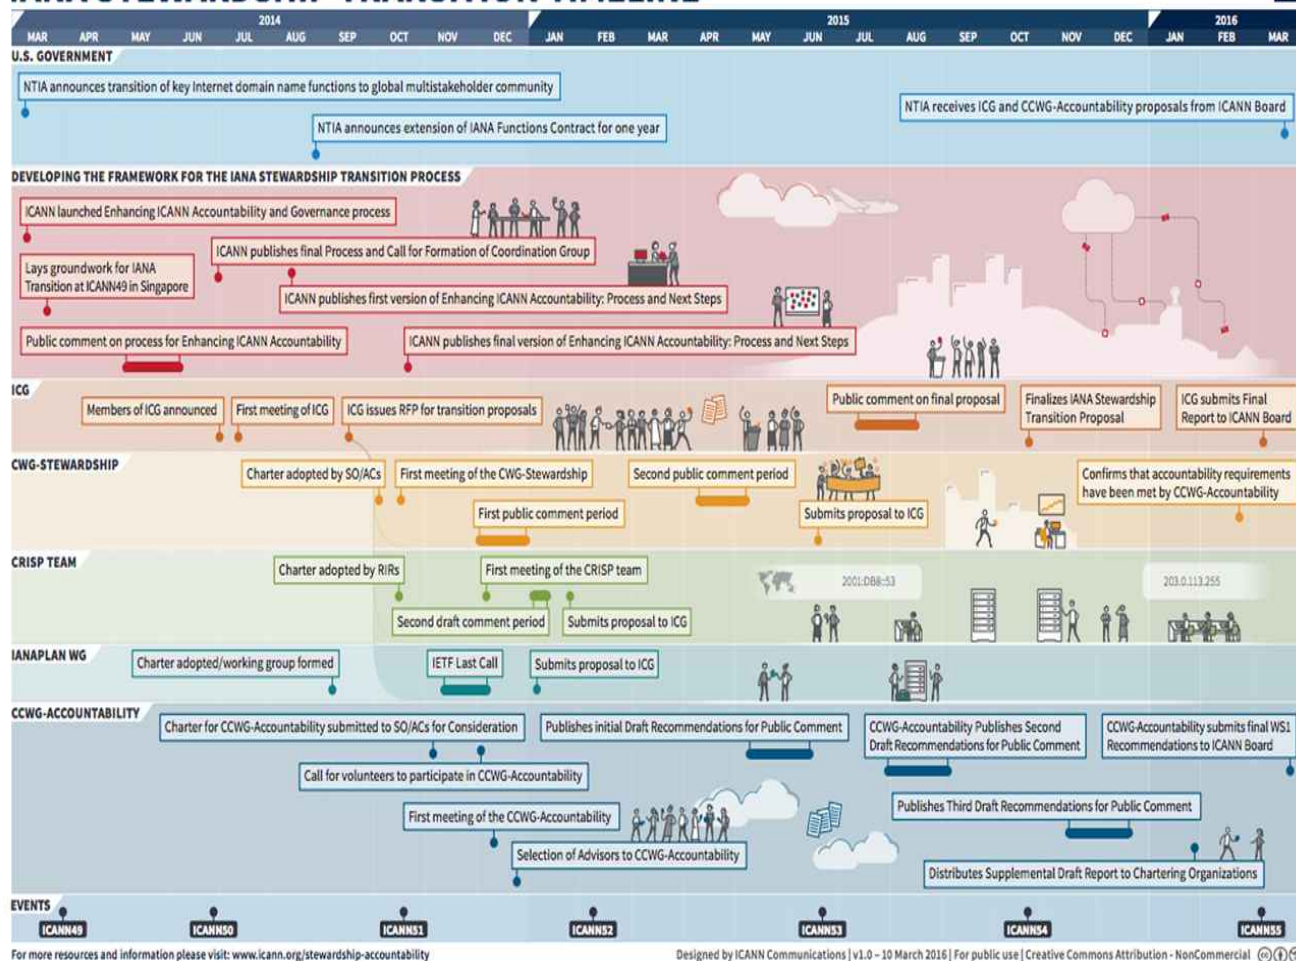 IANA STEWARDSHIP TRANSITION TIMELINE
2014 2015 2016
MAR APR MAY JUN JUL AUG SEP OCT NOV DEC JAN FEB MAR APR MAY JUN JUL AUG SEP OCT NOV DEC JAN FEB MAR
U.S. GOVERNMENT
NTIA announces transition of key Internet domain name functions to global multistakeholder community
NTIA receives ICG and CCWG-Accountability proposals from ICANN Board
NTIA announces extension of IANA Functions Contract for one year
DEVELOPING THE FRAMEWORK FOR THE IANA STEWARDSHIP TRANSITION PROCESS
ICANN launched Enhancing ICANN Accountability and Governance process
ICANN publishes final Process and Call for Formation of Coordination Group
Lays groundwork for IANA
Transition at ICANN49 in Singapore
ICANN publishes first version of Enhancing ICANN Accountability: Process and Next Steps
Public comment on process for Enhancing ICANN Accountability
ICANN publishes final version of Enhancing ICANN Accountability: Process and Next Steps
ICG
Members of ICG announced
First meeting of ICG
ICG issues RFP for transition proposals
Public comment on final proposal
Finalizes IANA Stewardship
Transition Proposal
ICG submits Final
Report to ICANN Board
CWG-STEWARDSHIP
Charter adopted by SO/ACs
First meeting of the CWG-Stewardship
Second public comment period
Confirms that accountability requirements
have been met by CCWG-Accountability
First public comment period
Submits proposal to ICG
CRISP TEAM
Charter adopted by RIRs
First meeting of the CRISP team
2001:DB8::53
203.0.113.255
Second draft comment period
Submits proposal to ICG
IANAPLAN WG
Charter adopted/working group formed
IETF Last Call
Submits proposal to ICG
CCWG-ACCOUNTABILITY
Charter for CCWG-Accountability submitted to SO/ACs for Consideration
Publishes initial Draft Recommendations for Public Comment
CCWG-Accountability Publishes Second
Draft Recommendations for Public Comment
CCWG-Accountability submits final WS1
Recommendations to ICANN Board
Call for volunteers to participate in CCWG-Accountability
Publishes Third Draft Recommendations for Public Comment
First meeting of the CCWG-Accountability
Selection of Advisors to CCWG-Accountability
Distributes Supplemental Draft Report to Chartering Organizations
EVENTS
ICANN49 ICANN50 ICANN51 ICANN52 ICANN53 ICANN54 ICANN55
For more resources and information please visit: www.icann.org/stewardship-accountability
Designed by ICANN Communications | v1.0 – 10 March 2016 | For public use | Creative Commons Attribution - NonCommercial